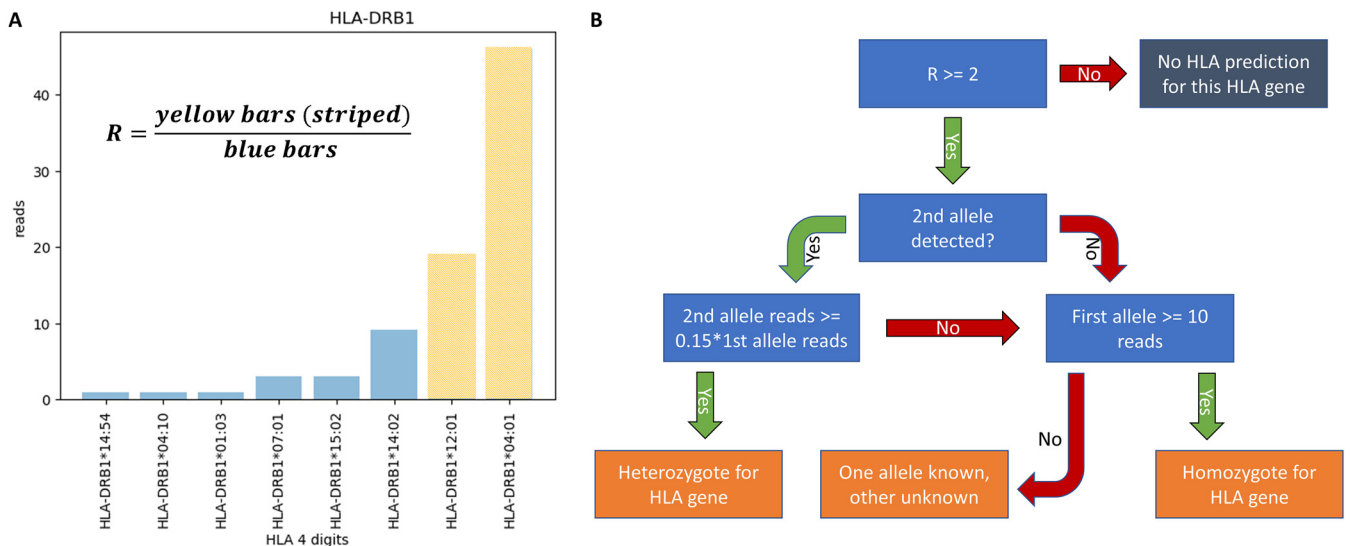 A
HLA-DRB1
R = yellow bars (striped) / blue bars
reads
40
30
20
10
0
HLA-DRB1*14:54
HLA-DRB1*04:10
HLA-DRB1*01:03
HLA-DRB1*07:01
HLA-DRB1*15:02
HLA-DRB1*14:02
HLA-DRB1*12:01
HLA-DRB1*04:01
HLA 4 digits
B
R >= 2
No
No HLA prediction
for this HLA gene
Yes
2nd allele
detected?
Yes
No
2nd allele reads >=
0.15*1st allele reads
No
First allele >= 10
reads
Yes
No
Yes
Heterozygote for
HLA gene
One allele known,
other unknown
Homozygote for
HLA gene